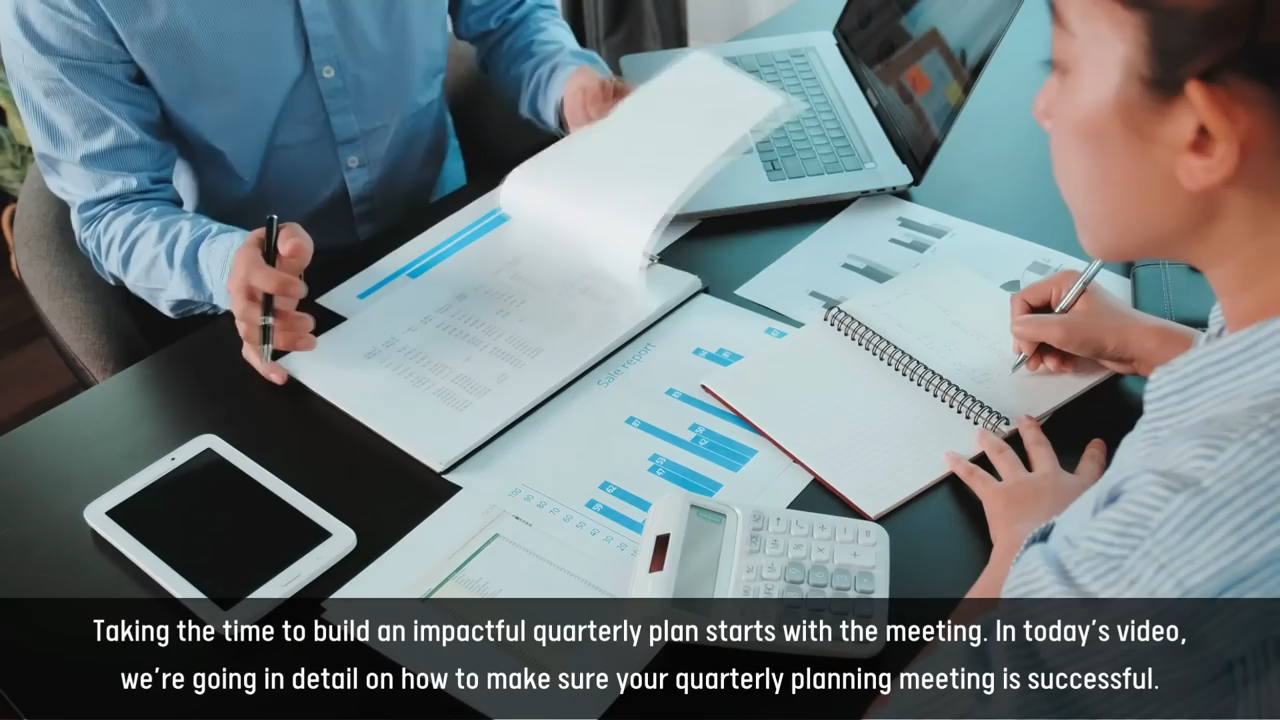 Sale report
Taking the time to build an impactful quarterly plan starts with the meeting. In today's video,
we're going in detail on how to make sure your quarterly planning meeting is successful.